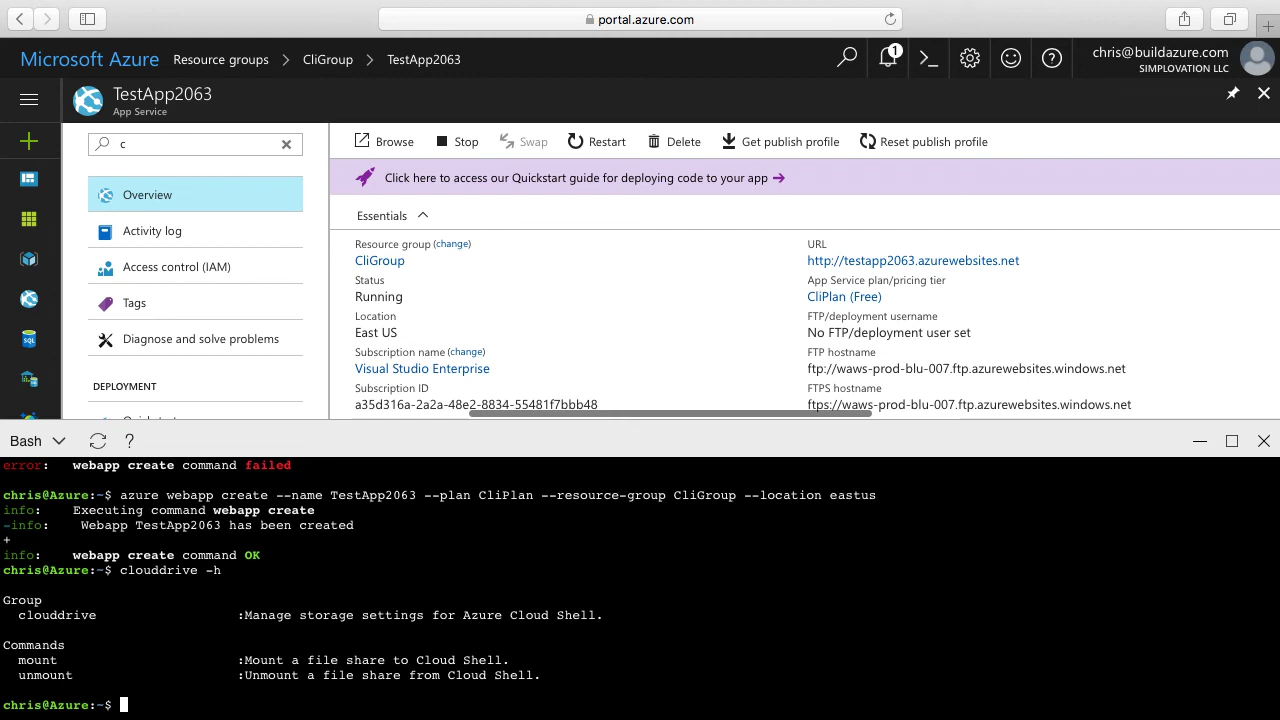 portal.azure.com
Microsoft Azure Resource groups > CliGroup > TestApp2063
1
chris@buildazure.com
SIMPLOVATION LLC
TestApp2063
App Service
c
Overview
Activity log
Access control (IAM)
Tags
Diagnose and solve problems
DEPLOYMENT
Browse Stop Swap Restart Delete Get publish profile Reset publish profile
Click here to access our Quickstart guide for deploying code to your app
Essentials
Resource group (change)
CliGroup
Status
Running
Location
East US
Subscription name (change)
Visual Studio Enterprise
Subscription ID
a35d316a-2a2a-48e2-8834-55481f7bbb48
URL
http://testapp2063.azurewebsites.net
App Service plan/pricing tier
CliPlan (Free)
FTP/deployment username
No FTP/deployment user set
FTP hostname
ftp://waws-prod-blu-007.ftp.azurewebsites.windows.net
FTPS hostname
ftps://waws-prod-blu-007.ftp.azurewebsites.windows.net
Bash ?
error: webapp create command failed
chris@Azure:~$ azure webapp create --name TestApp2063 --plan CliPlan --resource-group CliGroup --location eastus
info: Executing command webapp create
-info: Webapp TestApp2063 has been created
+
info: webapp create command OK
chris@Azure:~$ clouddrive -h
Group
clouddrive :Manage storage settings for Azure Cloud Shell.
Commands
mount :Mount a file share to Cloud Shell.
unmount :Unmount a file share from Cloud Shell.
chris@Azure:~$